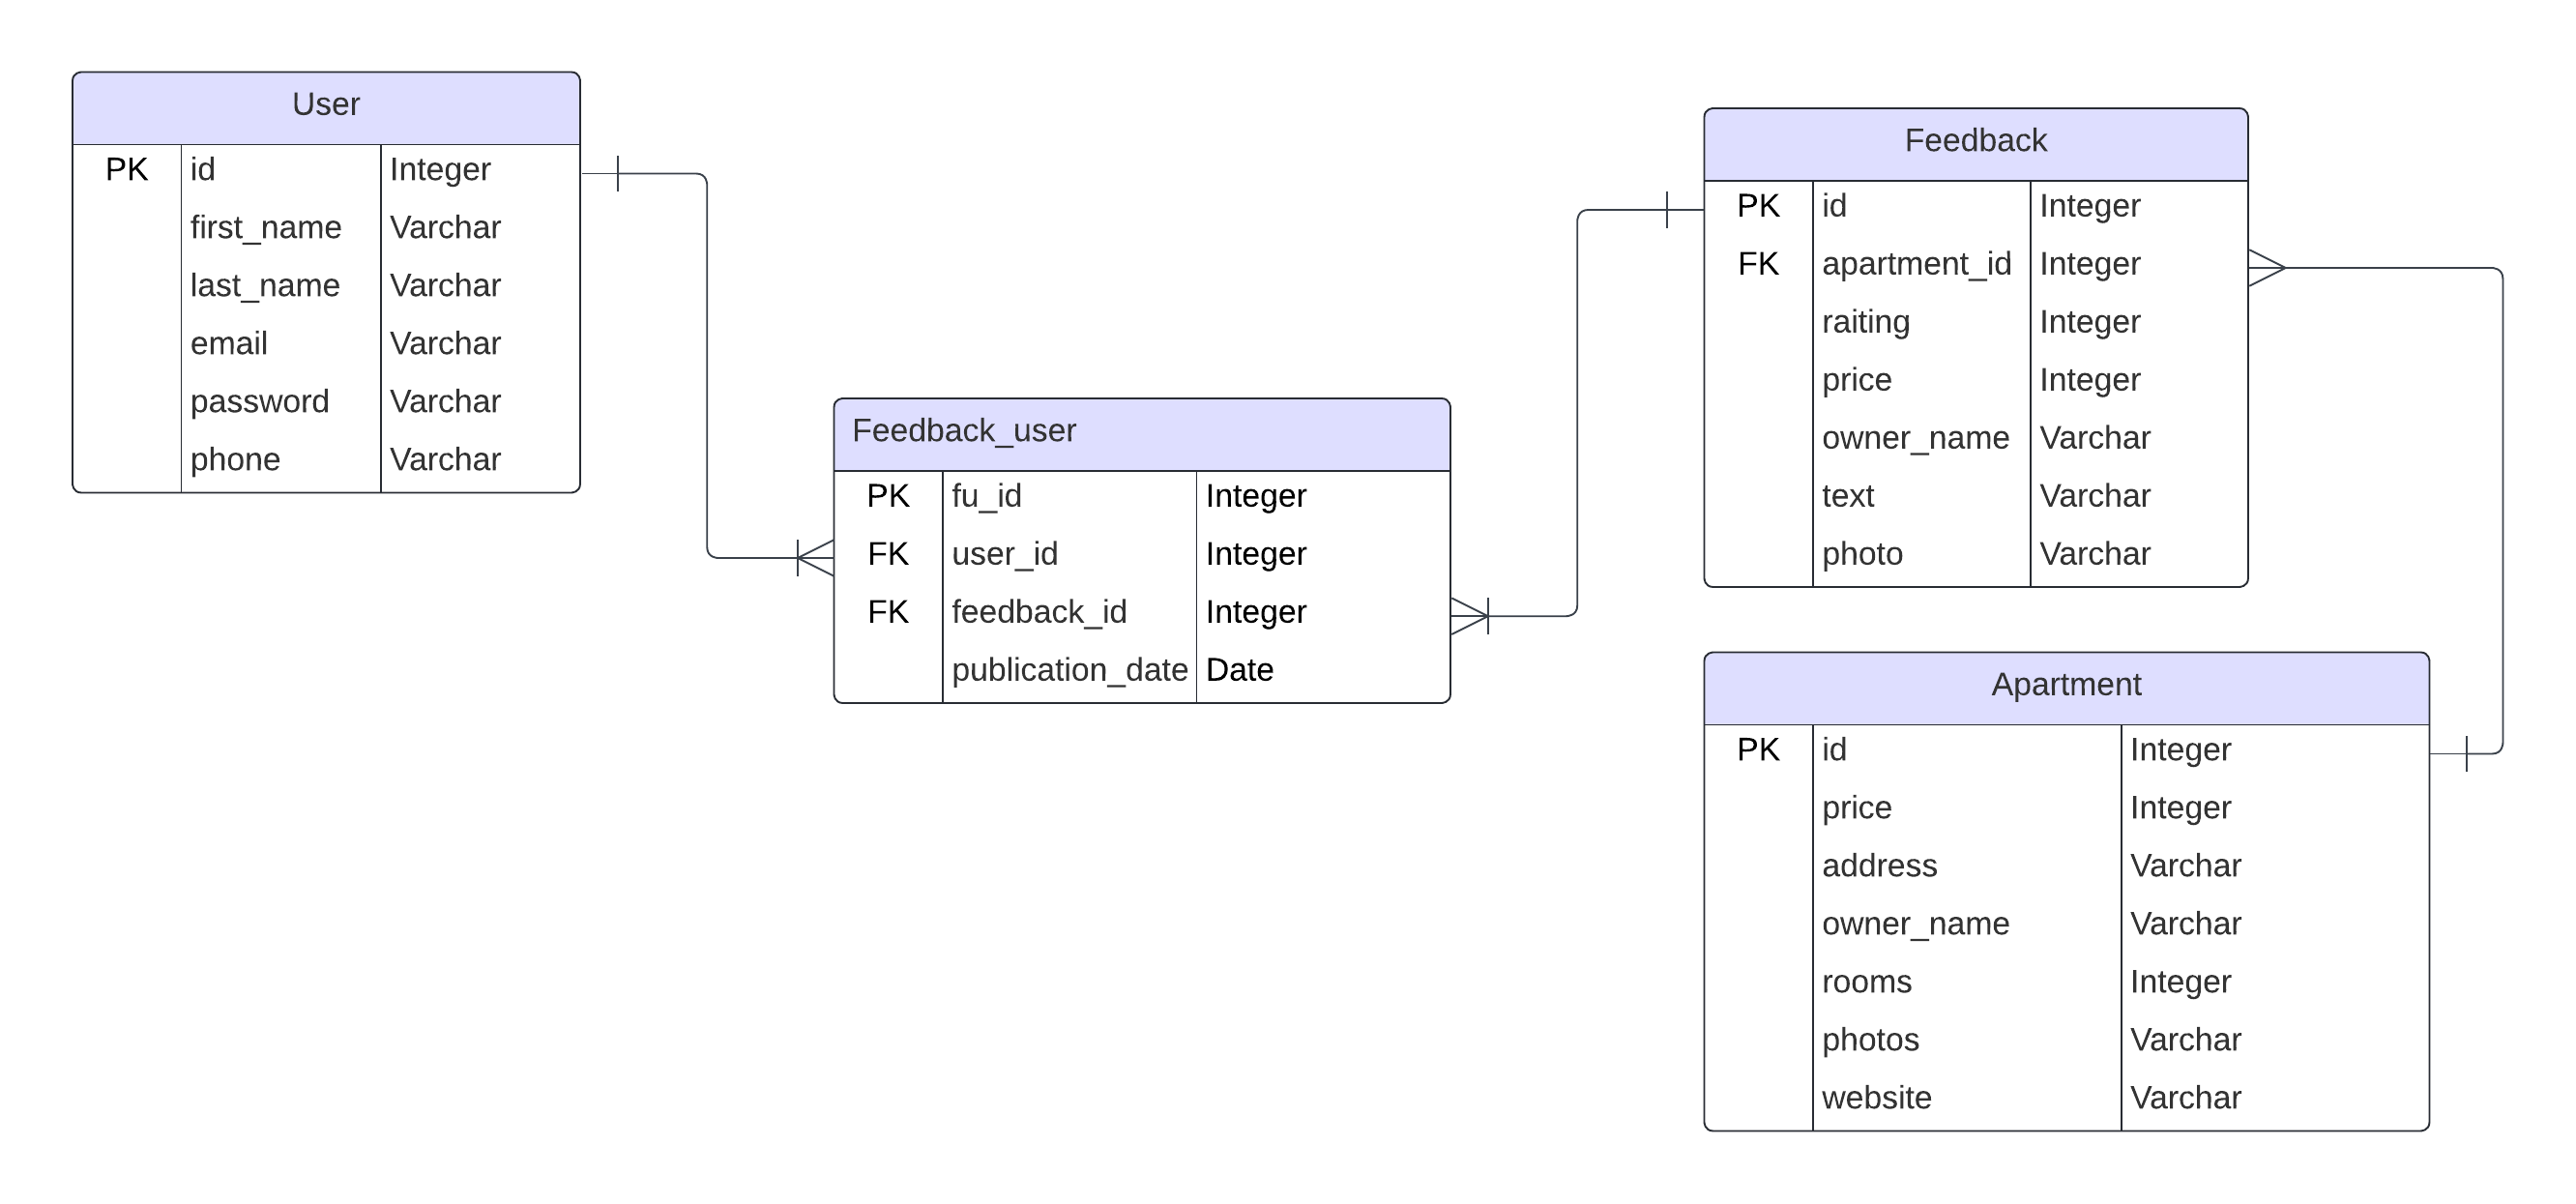 User
PK id Integer
first_name Varchar
last_name Varchar
email Varchar
password Varchar
phone Varchar
Feedback_user
PK fu_id Integer
FK user_id Integer
FK feedback_id Integer
publication_date Date
Feedback
PK id Integer
FK apartment_id Integer
raiting Integer
price Integer
owner_name Varchar
text Varchar
photo Varchar
Apartment
PK id Integer
price Integer
address Varchar
owner_name Varchar
rooms Integer
photos Varchar
website Varchar